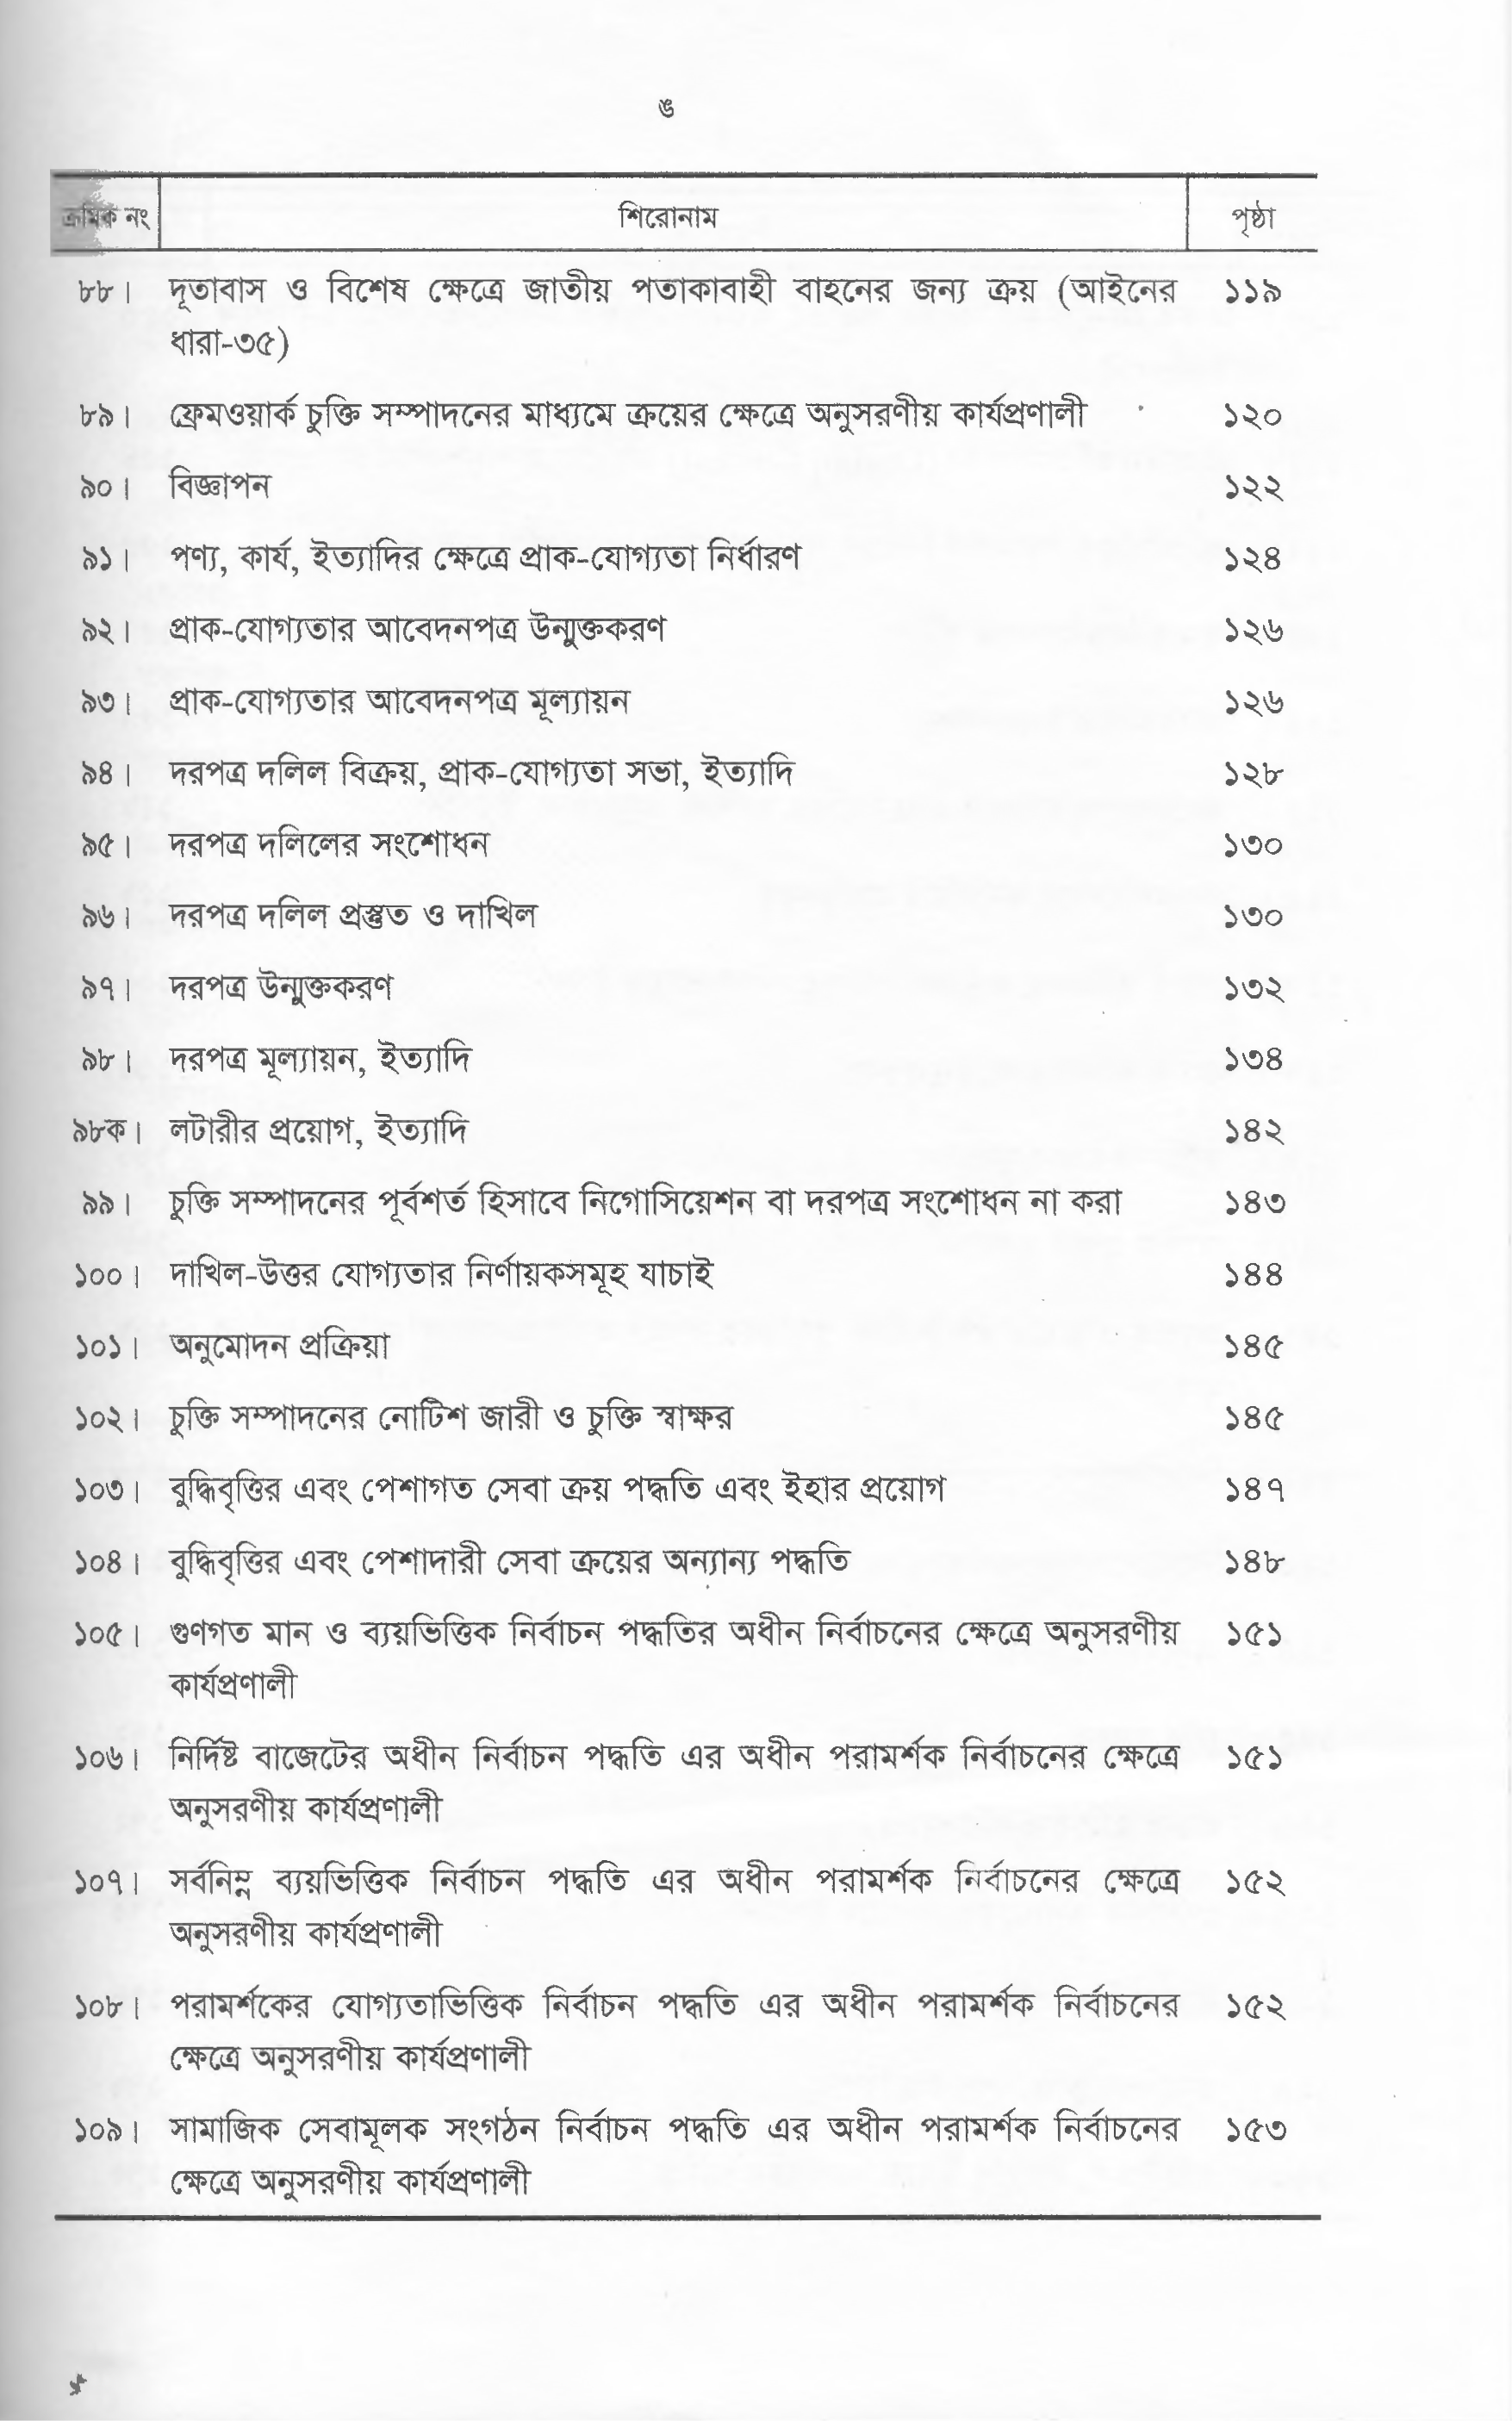 ঙ
ক্রমিক নং শিরোনাম পৃষ্ঠা
৮৮। দূতাবাস ও বিশেষ ক্ষেত্রে জাতীয় পতাকাবাহী বাহনের জন্য ক্রয় (আইনের ১১৯
ধারা-৩৫)
৮৯। ফ্রেমওয়ার্ক চুক্তি সম্পাদনের মাধ্যমে ক্রয়ের ক্ষেত্রে অনুসরণীয় কার্যপ্রণালী ১২০
৯০। বিজ্ঞাপন ১২২
৯১। পণ্য, কার্য, ইত্যাদির ক্ষেত্রে প্রাক-যোগ্যতা নির্ধারণ ১২৪
৯২। প্রাক-যোগ্যতার আবেদনপত্র উন্মুক্তকরণ ১২৬
৯৩। প্রাক-যোগ্যতার আবেদনপত্র মূল্যায়ন ১২৬
৯৪। দরপত্র দলিল বিক্রয়, প্রাক-যোগ্যতা সভা, ইত্যাদি ১২৮
৯৫। দরপত্র দলিলের সংশোধন ১৩০
৯৬। দরপত্র দলিল প্রস্তুত ও দাখিল ১৩০
৯৭। দরপত্র উন্মুক্তকরণ ১৩২
৯৮। দরপত্র মূল্যায়ন, ইত্যাদি ১৩৪
৯৮ক। লটারীর প্রয়োগ, ইত্যাদি ১৪২
৯৯। চুক্তি সম্পাদনের পূর্বশর্ত হিসাবে নিগোসিয়েশন বা দরপত্র সংশোধন না করা ১৪৩
১০০। দাখিল-উত্তর যোগ্যতার নির্ণায়কসমূহ যাচাই ১৪৪
১০১। অনুমোদন প্রক্রিয়া ১৪৫
১০২। চুক্তি সম্পাদনের নোটিশ জারী ও চুক্তি স্বাক্ষর ১৪৫
১০৩। বুদ্ধিবৃত্তির এবং পেশাগত সেবা ক্রয় পদ্ধতি এবং ইহার প্রয়োগ ১৪৭
১০৪। বুদ্ধিবৃত্তির এবং পেশাদারী সেবা ক্রয়ের অন্যান্য পদ্ধতি ১৪৮
১০৫। গুণগত মান ও ব্যয়ভিত্তিক নির্বাচন পদ্ধতির অধীন নির্বাচনের ক্ষেত্রে অনুসরণীয় ১৫১
কার্যপ্রণালী
১০৬। নির্দিষ্ট বাজেটের অধীন নির্বাচন পদ্ধতি এর অধীন পরামর্শক নির্বাচনের ক্ষেত্রে ১৫১
অনুসরণীয় কার্যপ্রণালী
১০৭। সর্বনিম্ন ব্যয়ভিত্তিক নির্বাচন পদ্ধতি এর অধীন পরামর্শক নির্বাচনের ক্ষেত্রে ১৫২
অনুসরণীয় কার্যপ্রণালী
১০৮। পরামর্শকের যোগ্যতাভিত্তিক নির্বাচন পদ্ধতি এর অধীন পরামর্শক নির্বাচনের ১৫২
ক্ষেত্রে অনুসরণীয় কার্যপ্রণালী
১০৯। সামাজিক সেবামূলক সংগঠন নির্বাচন পদ্ধতি এর অধীন পরামর্শক নির্বাচনের ১৫৩
ক্ষেত্রে অনুসরণীয় কার্যপ্রণালী